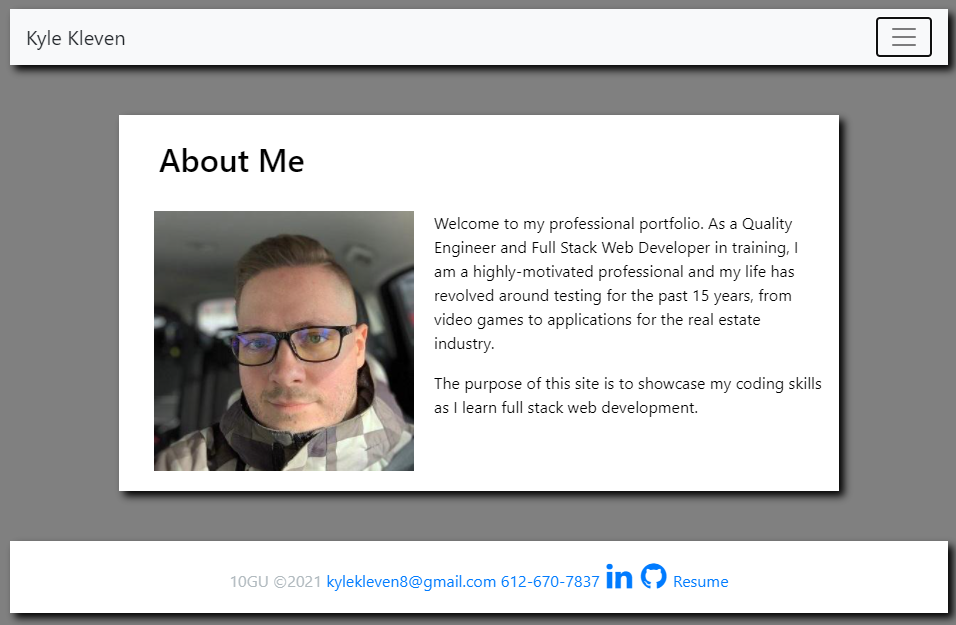 Kyle Kleven
About Me
Welcome to my professional portfolio. As a Quality
Engineer and Full Stack Web Developer in training, I
am a highly-motivated professional and my life has
revolved around testing for the past 15 years, from
video games to applications for the real estate
industry.
The purpose of this site is to showcase my coding skills
as I learn full stack web development.
10GU ©2021 kylekleven8@gmail.com 612-670-7837 in Resume